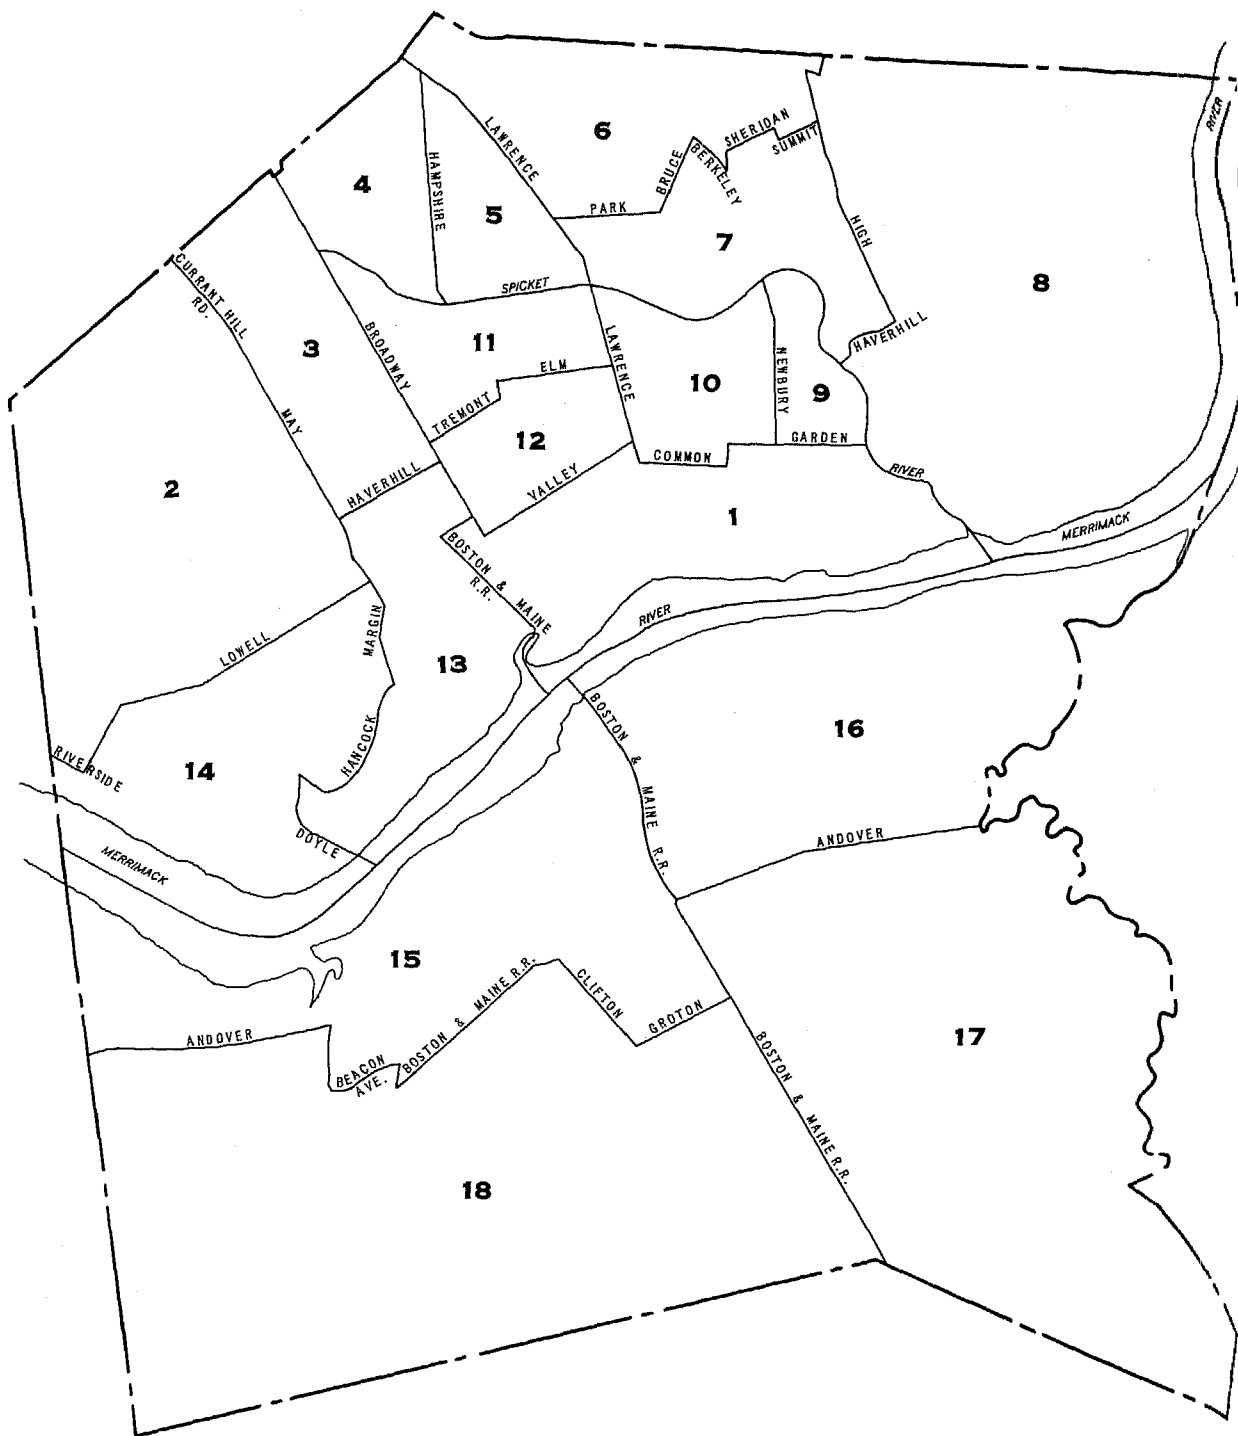 RIVER
6
LAWRENCE
SHERIDAN
SUMMIT
BRUCE
BERKELEY
HAMPSHIRE
4
5
PARK
7
HIGH
8
CURRANT HILL
RD.
SPICKET
3
BROADWAY
11
LAWRENCE
HAVERHILL
ELM
10
NEWBURY
9
MAY
TREMONT
12
GARDEN
COMMON
HAVERHILL
VALLEY
RIVER
2
1
MERRIMACK
BOSTON & MAINE
R.R.
RIVER
LOWELL
MARGIN
13
BOSTON & MAINE R.R.
16
HANCOCK
RIVERSIDE
14
DOYLE
ANDOVER
MERRIMACK
15
BOSTON & MAINE R.R.
CLIFTON
GROTON
ANDOVER
BEACON
AVE.
BOSTON & MAINE R.R.
17
18